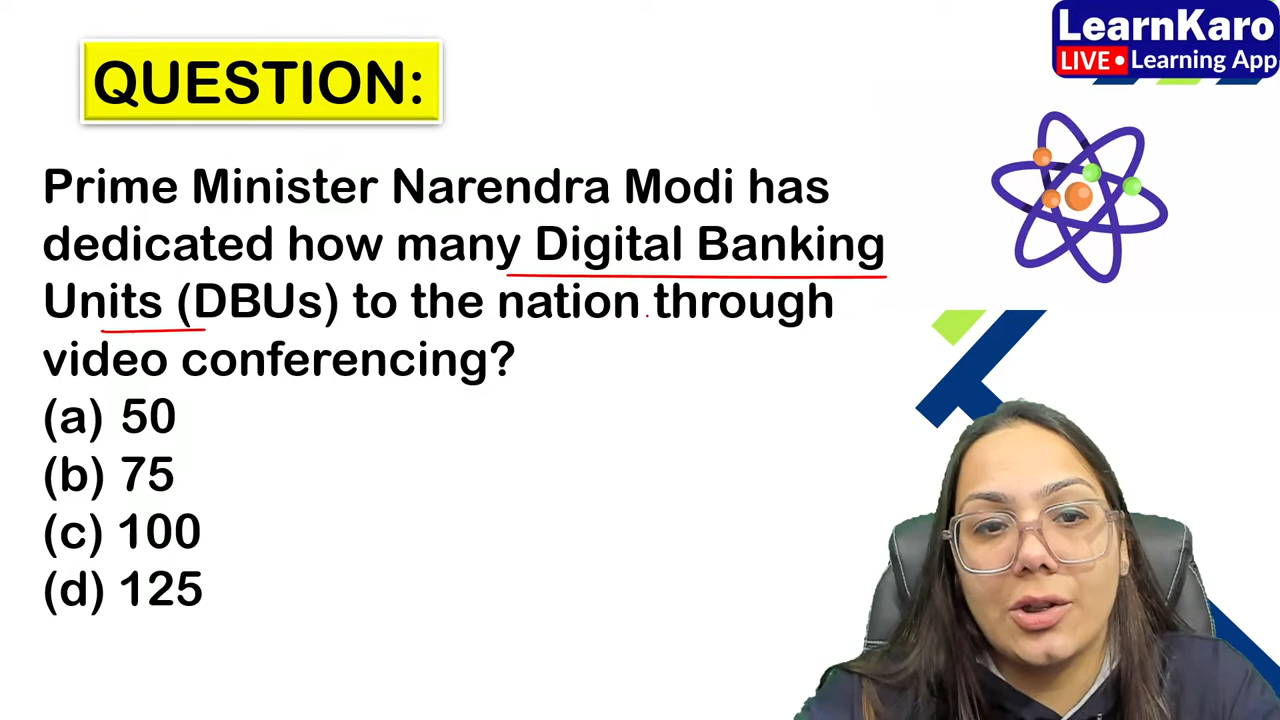 LearnKaro
LIVE • Learning App
QUESTION:
Prime Minister Narendra Modi has
dedicated how many Digital Banking
Units (DBUs) to the nation through
video conferencing?
(a) 50
(b) 75
(c) 100
(d) 125